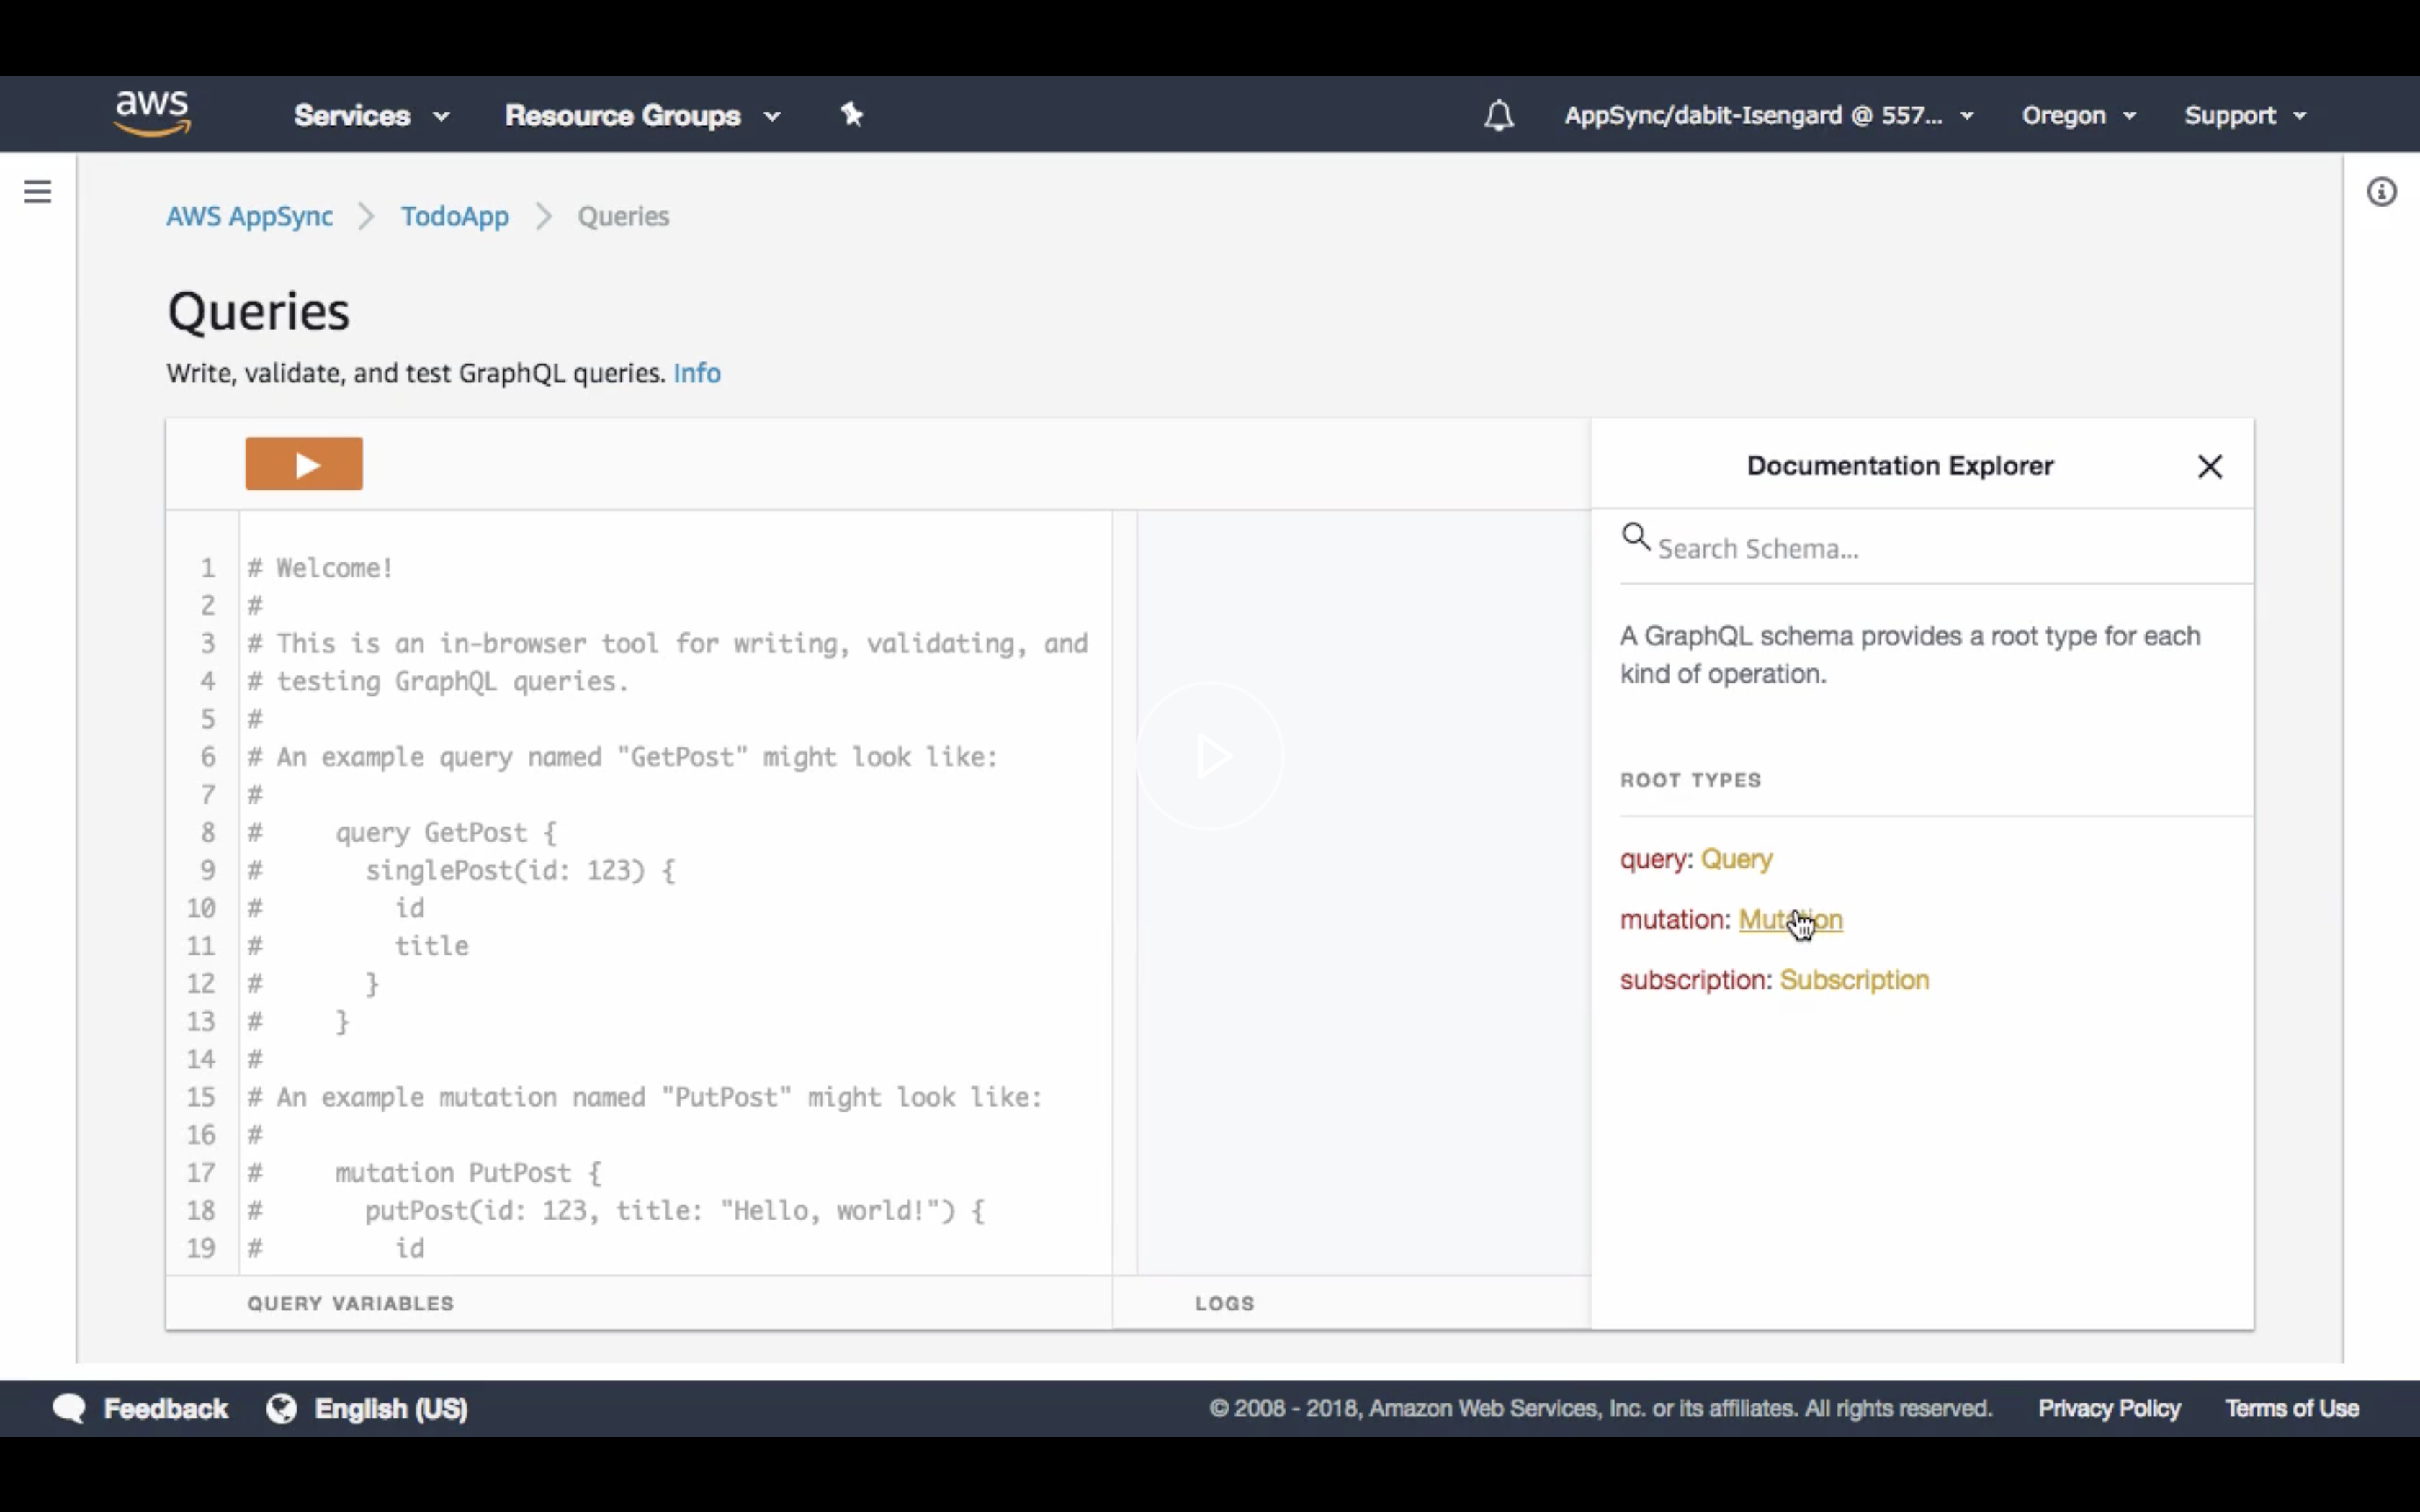 aws Services Resource Groups AppSync/dabit-Isengard @ 557... Oregon Support
AWS AppSync > TodoApp > Queries
Queries
Write, validate, and test GraphQL queries. Info
Documentation Explorer
Search Schema...
A GraphQL schema provides a root type for each
kind of operation.
ROOT TYPES
query: Query
mutation: Mutation
subscription: Subscription
1 # Welcome!
2 #
3 # This is an in-browser tool for writing, validating, and
4 # testing GraphQL queries.
5 #
6 # An example query named "GetPost" might look like:
7 #
8 #     query GetPost {
9 #       singlePost(id: 123) {
10 #         id
11 #         title
12 #       }
13 #     }
14 #
15 # An example mutation named "PutPost" might look like:
16 #
17 #     mutation PutPost {
18 #       putPost(id: 123, title: "Hello, world!") {
19 #         id
QUERY VARIABLES
LOGS
Feedback English (US) © 2008 - 2018, Amazon Web Services, Inc. or its affiliates. All rights reserved. Privacy Policy Terms of Use